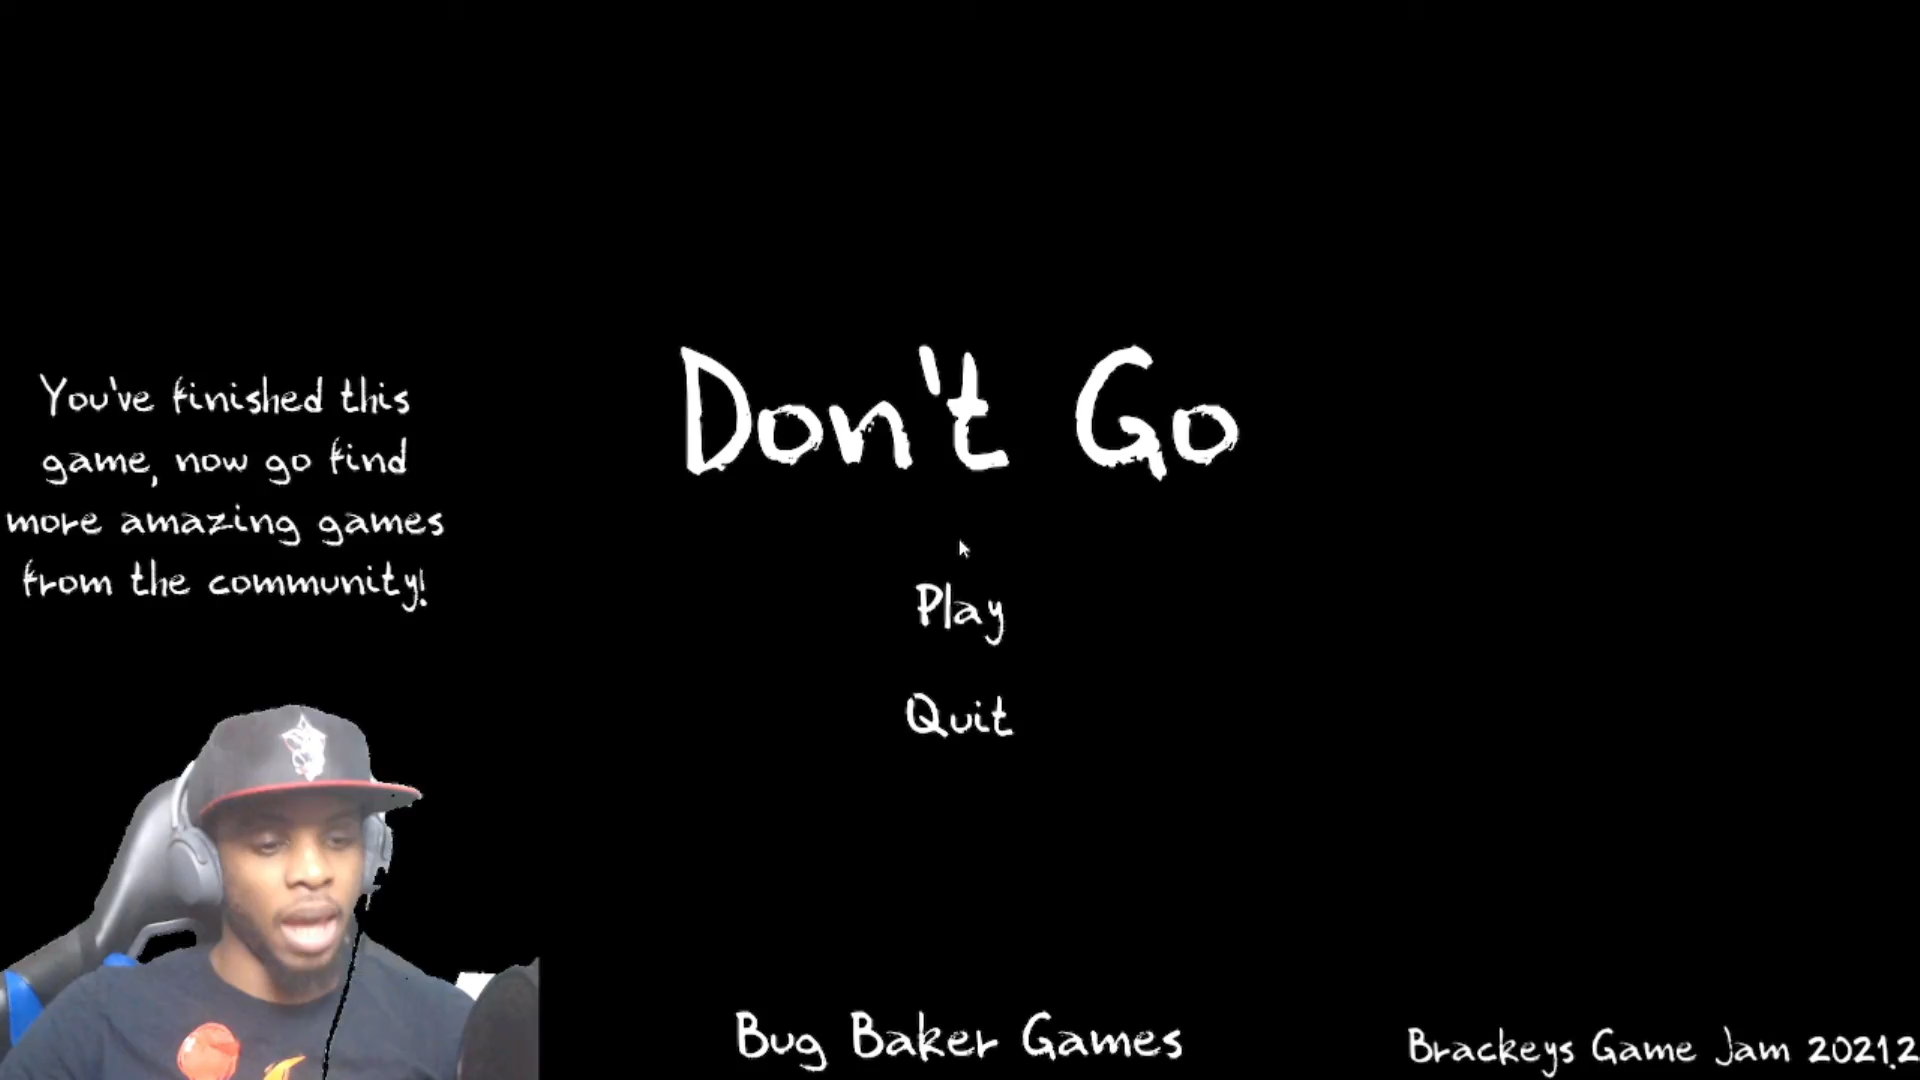 You've finished this
game, now go find
more amazing games
from the community!
Don't Go
Play
Quit
Bug Baker Games
Brackeys Game Jam 2021.2